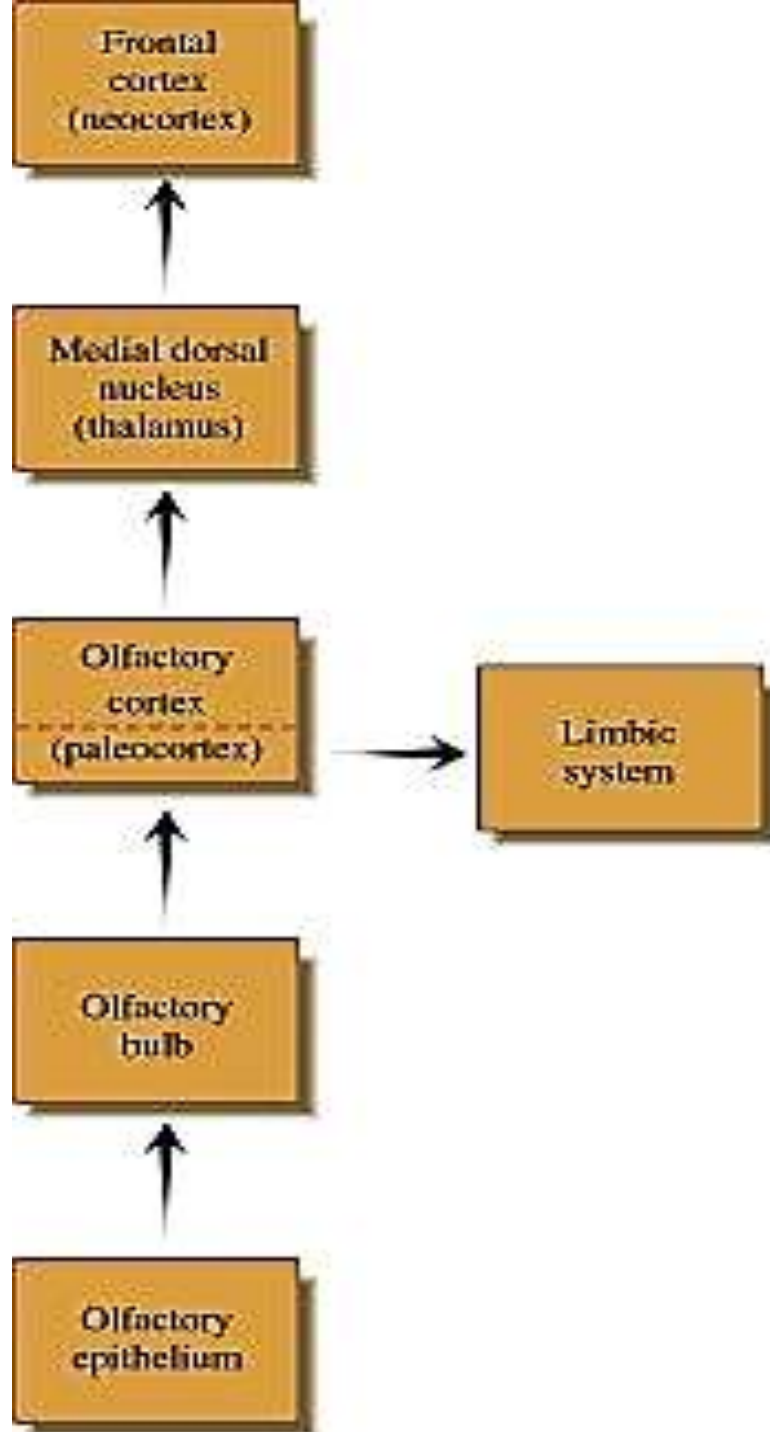 Frontal
cortex
(neocortex)
Medial dorsal
nucleus
(thalamus)
Olfactory
cortex
(paleocortex)
Limbic
system
Olfactory
bulb
Olfactory
epithelium